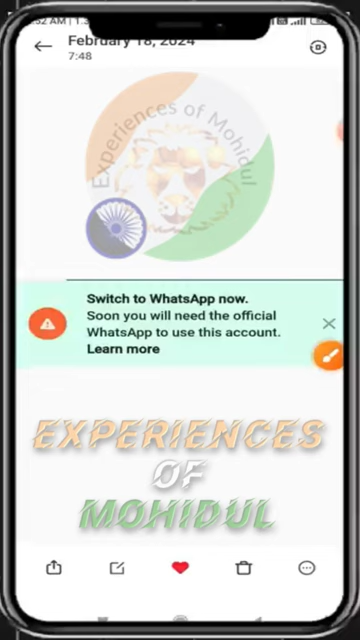 February 18, 2024
7:48
Experiences of Mohidul
Switch to WhatsApp now.
Soon you will need the official
WhatsApp to use this account.
Learn more
EXPERIENCES
OF
MOHIDUL